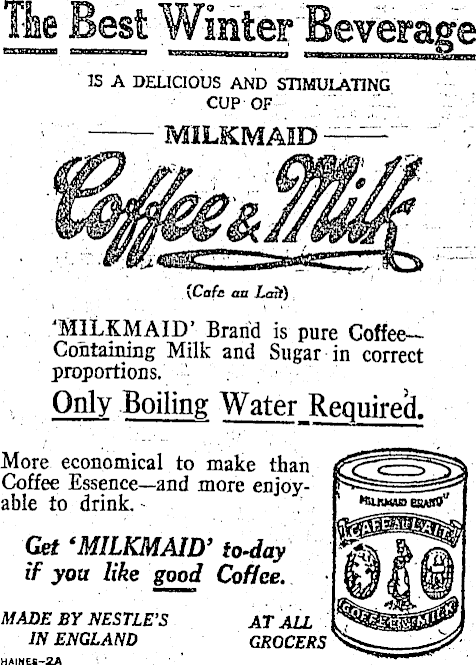 The Best Winter Beverage
IS A DELICIOUS AND STIMULATING
CUP OF
MILKMAID
Coffee & Milk
(Cafe au Lait)
'MILKMAID' Brand is pure Coffee—
Containing Milk and Sugar in correct
proportions.
Only Boiling Water Required.
More economical to make than
Coffee Essence—and more enjoy-
able to drink.
Get 'MILKMAID' to-day
if you like good Coffee.
MADE BY NESTLE'S
IN ENGLAND
AT ALL
GROCERS
"MILKMAID BRAND"
CAFE AU LAIT
COFFEE & MILK
HAINES—2A